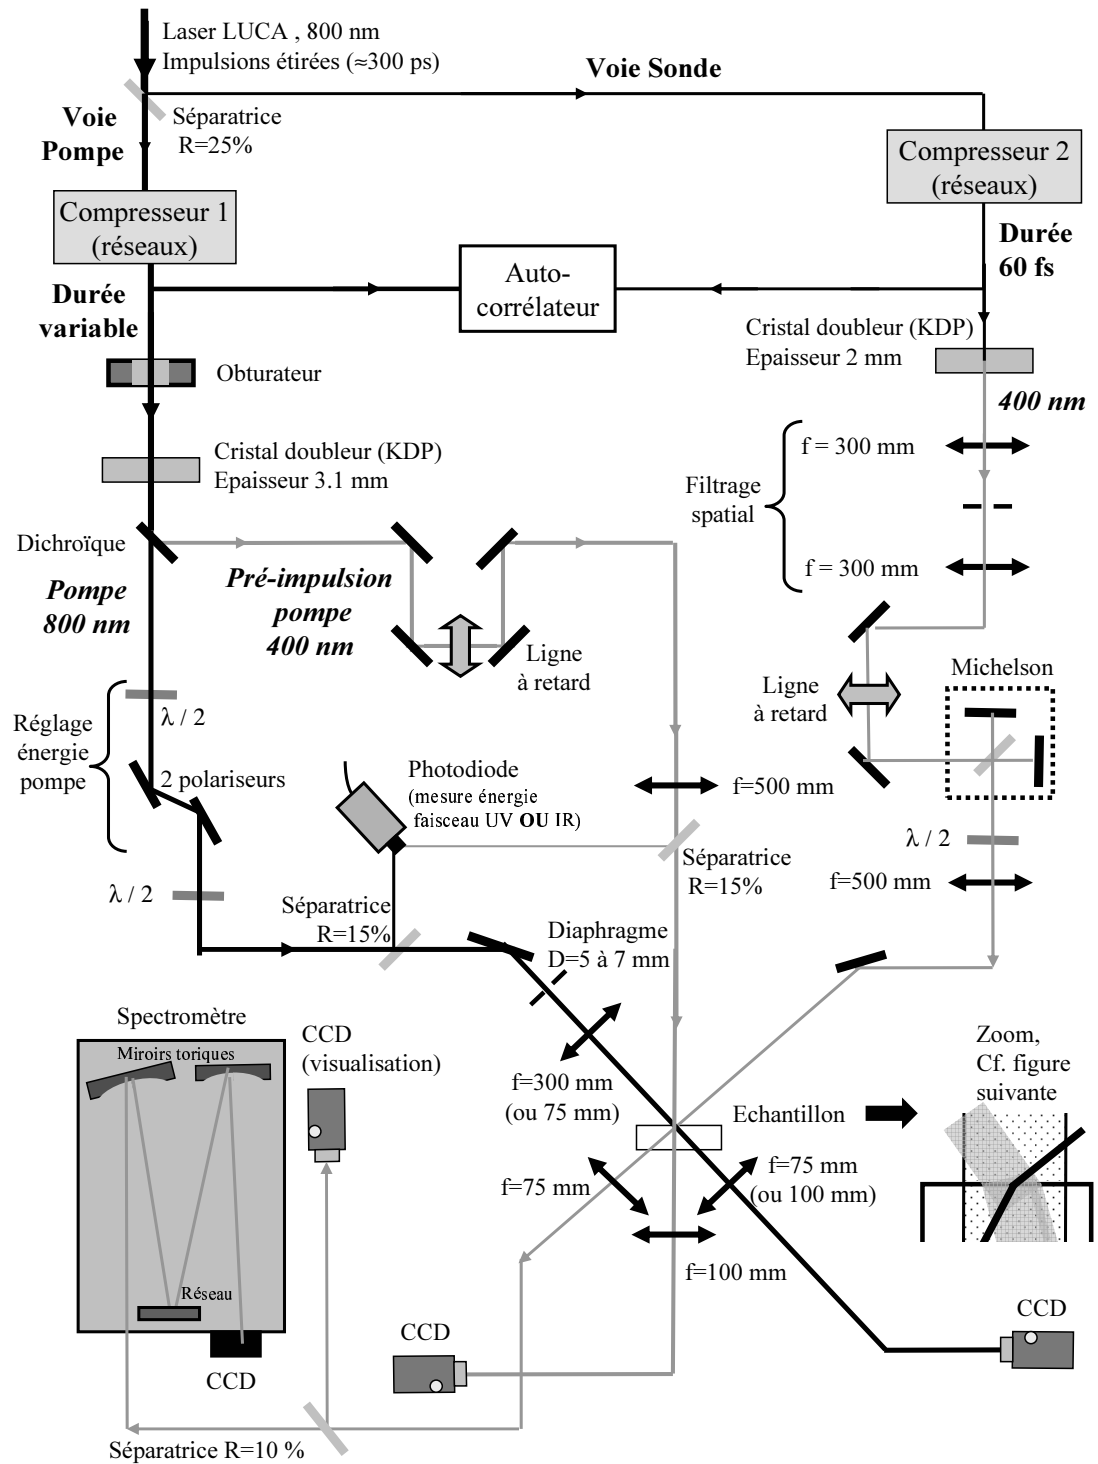 Laser LUCA , 800 nm
Impulsions étirées (≈300 ps)
Voie Sonde
Séparatrice
R=25%
Voie
Pompe
Compresseur 2
(réseaux)
Compresseur 1
(réseaux)
Durée
60 fs
Auto-
corrélateur
Durée
variable
Cristal doubleur (KDP)
Epaisseur 2 mm
Obturateur
400 nm
Cristal doubleur (KDP)
Epaisseur 3.1 mm
f = 300 mm
Filtrage
spatial
Dichroïque
f = 300 mm
Pompe
800 nm
Pré-impulsion
pompe
400 nm
Ligne
à retard
Michelson
Ligne
à retard
λ / 2
Réglage
énergie
pompe
2 polariseurs
Photodiode
(mesure énergie
faisceau UV OU IR)
f=500 mm
λ / 2
Séparatrice
R=15%
f=500 mm
λ / 2
Séparatrice
R=15%
Diaphragme
D=5 à 7 mm
Spectromètre
Miroirs toriques
CCD
(visualisation)
Zoom,
Cf. figure
suivante
f=300 mm
(ou 75 mm)
Echantillon
f=75 mm
f=75 mm
(ou 100 mm)
f=100 mm
Réseau
CCD
CCD
CCD
Séparatrice R=10 %